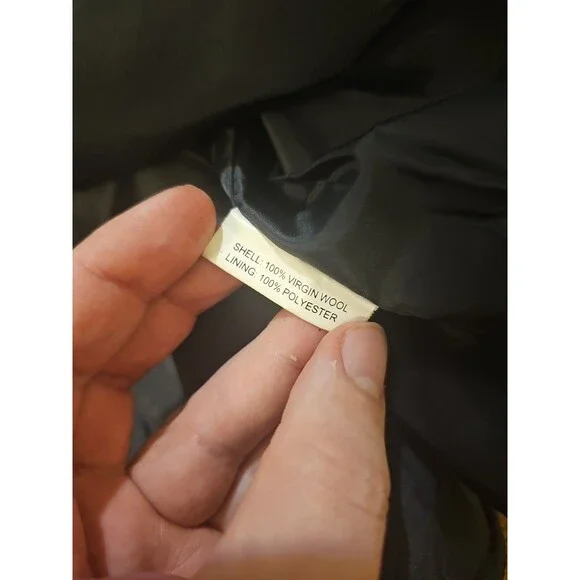 SHELL: 100% VIRGIN WOOL
LINING: 100% POLYESTER